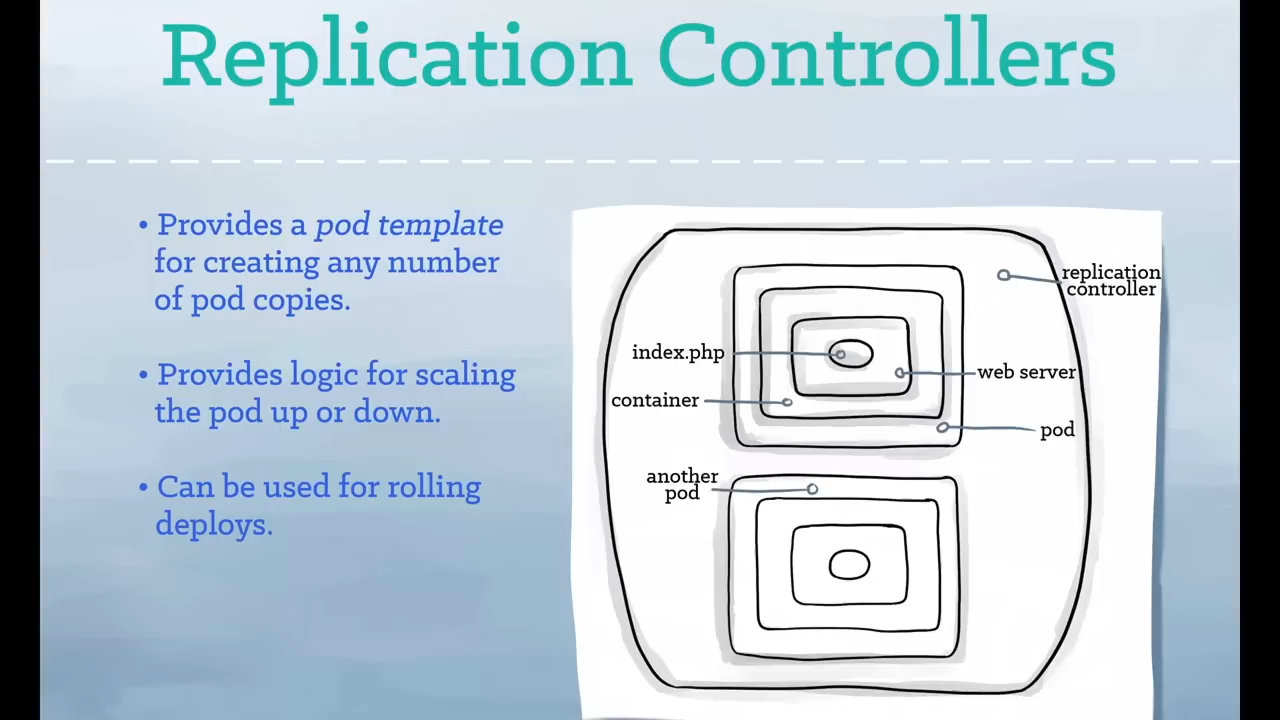 Replication Controllers
• Provides a pod template
for creating any number
of pod copies.
• Provides logic for scaling
the pod up or down.
• Can be used for rolling
deploys.
replication
controller
index.php
web server
container
pod
another
pod